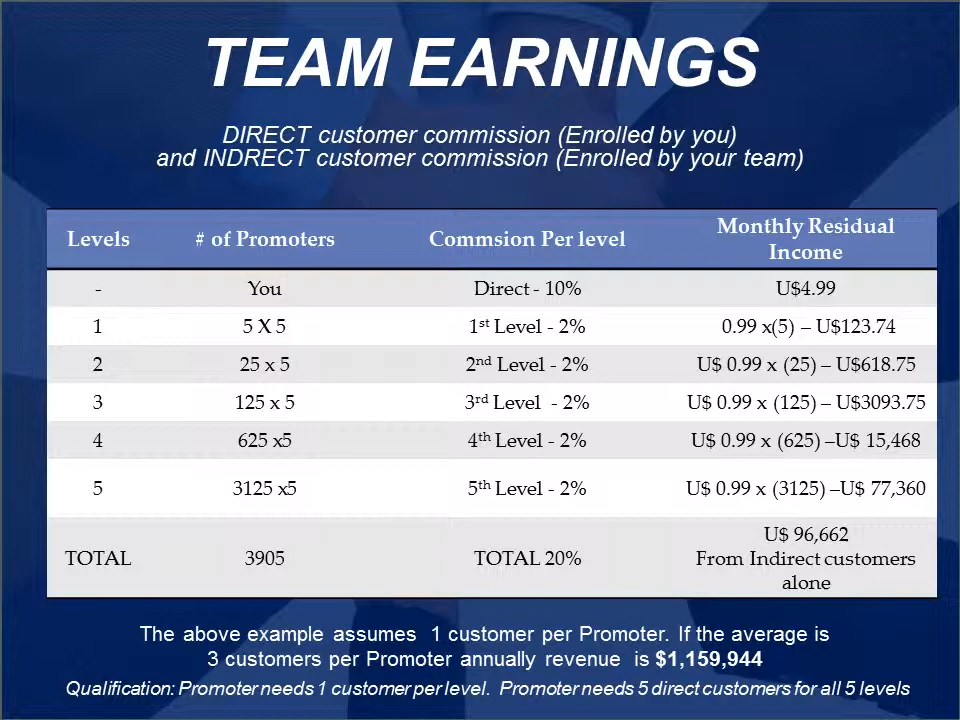 TEAM EARNINGS
DIRECT customer commission (Enrolled by you)
and INDRECT customer commission (Enrolled by your team)
Levels # of Promoters Commsion Per level Monthly Residual Income
- You Direct - 10% U$4.99
1 5 X 5 1st Level - 2% 0.99 x(5) – U$123.74
2 25 x 5 2nd Level - 2% U$ 0.99 x (25) – U$618.75
3 125 x 5 3rd Level - 2% U$ 0.99 x (125) – U$3093.75
4 625 x5 4th Level - 2% U$ 0.99 x (625) –U$ 15,468
5 3125 x5 5th Level - 2% U$ 0.99 x (3125) –U$ 77,360
TOTAL 3905 TOTAL 20% U$ 96,662
From Indirect customers
alone
The above example assumes 1 customer per Promoter. If the average is
3 customers per Promoter annually revenue is $1,159,944
Qualification: Promoter needs 1 customer per level. Promoter needs 5 direct customers for all 5 levels